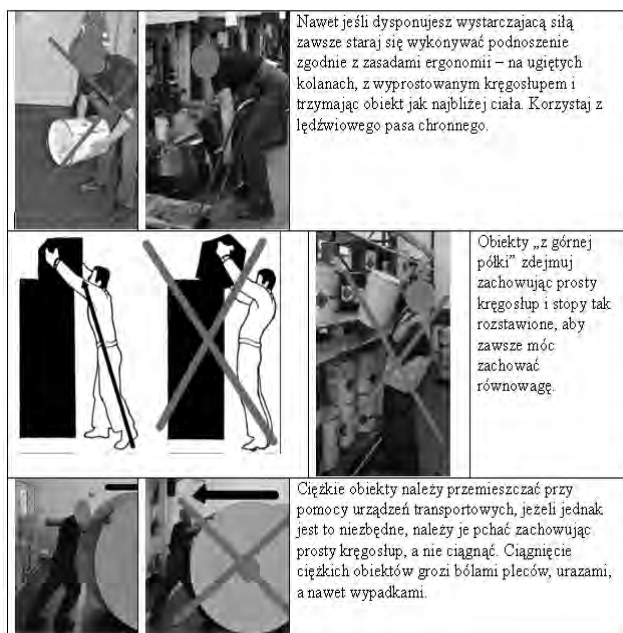 Nawet jeśli dysponujesz wystarczającą siłą
zawsze staraj się wykonywać podnoszenie
zgodnie z zasadami ergonomii – na ugiętych
kolanach, z wyprostowanym kręgosłupem i
trzymając obiekt jak najbliżej ciała. Korzystaj z
lędźwiowego pasa chronnego.
Obiekty „z górnej
półki” zdejmuj
zachowując prosty
kręgosłup i stopy tak
rozstawione, aby
zawsze móc
zachować
równowagę.
Ciężkie obiekty należy przemieszczać przy
pomocy urządzeń transportowych, jeżeli jednak
jest to niezbędne, należy je pchać zachowując
prosty kręgosłup, a nie ciągnąć. Ciągnięcie
ciężkich obiektów grozi bólami pleców, urazami,
a nawet wypadkami.